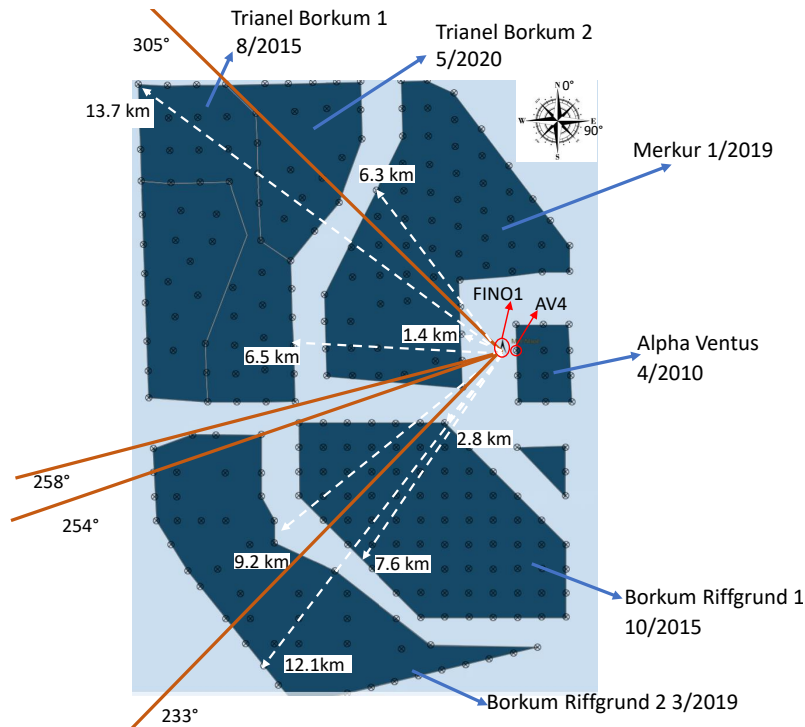 Trianel Borkum 1
8/2015
305°
Trianel Borkum 2
5/2020
N 0°
W E
90°
S
13.7 km
Merkur 1/2019
6.3 km
FINO1
AV4
1.4 km
6.5 km
Alpha Ventus
4/2010
2.8 km
258°
254°
9.2 km
7.6 km
Borkum Riffgrund 1
10/2015
12.1km
Borkum Riffgrund 2 3/2019
233°